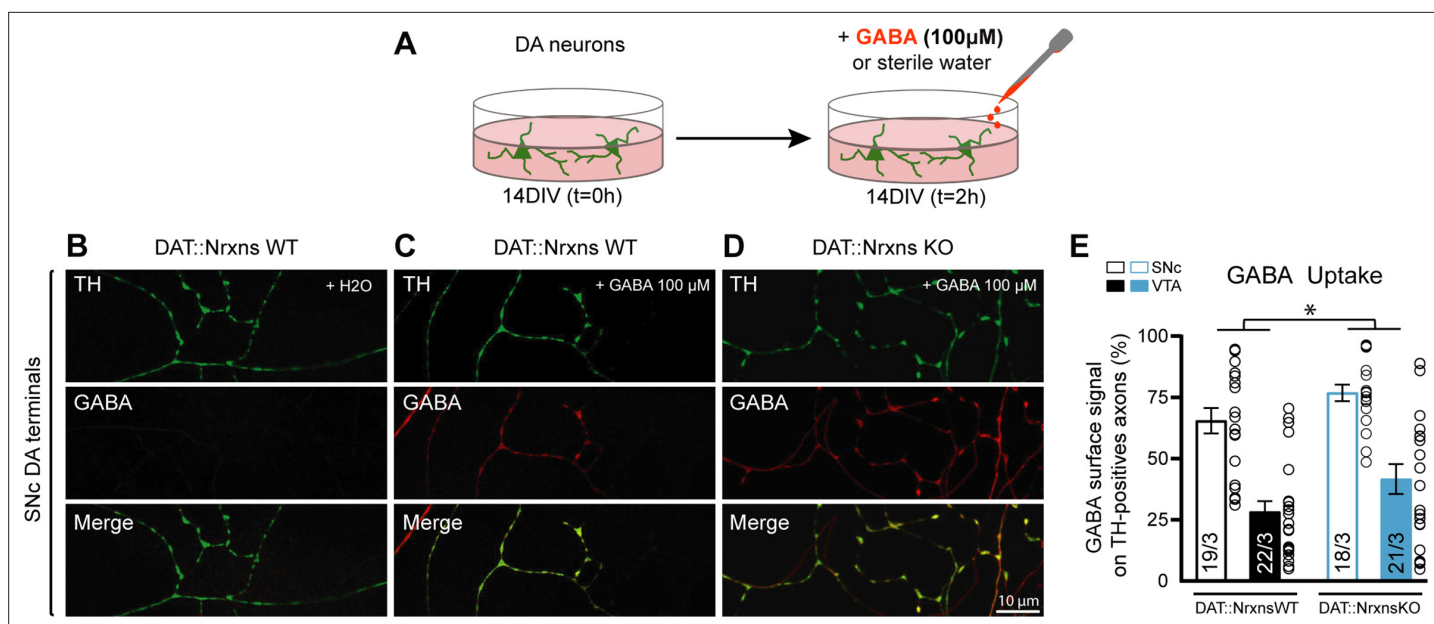 A
DA neurons
+ GABA (100µM)
or sterile water
14DIV (t=0h)
14DIV (t=2h)
B
DAT::Nrxns WT
C
DAT::Nrxns WT
D
DAT::Nrxns KO
SNc DA terminals
TH
+ H2O
GABA
Merge
TH
+ GABA 100 µM
GABA
Merge
TH
+ GABA 100 µM
GABA
Merge
10 µm
E
SNc
VTA
GABA Uptake
*
GABA surface signal
on TH-positives axons (%)
100
75
50
25
0
19/3
22/3
18/3
21/3
DAT::NrxnsWT
DAT::NrxnsKO